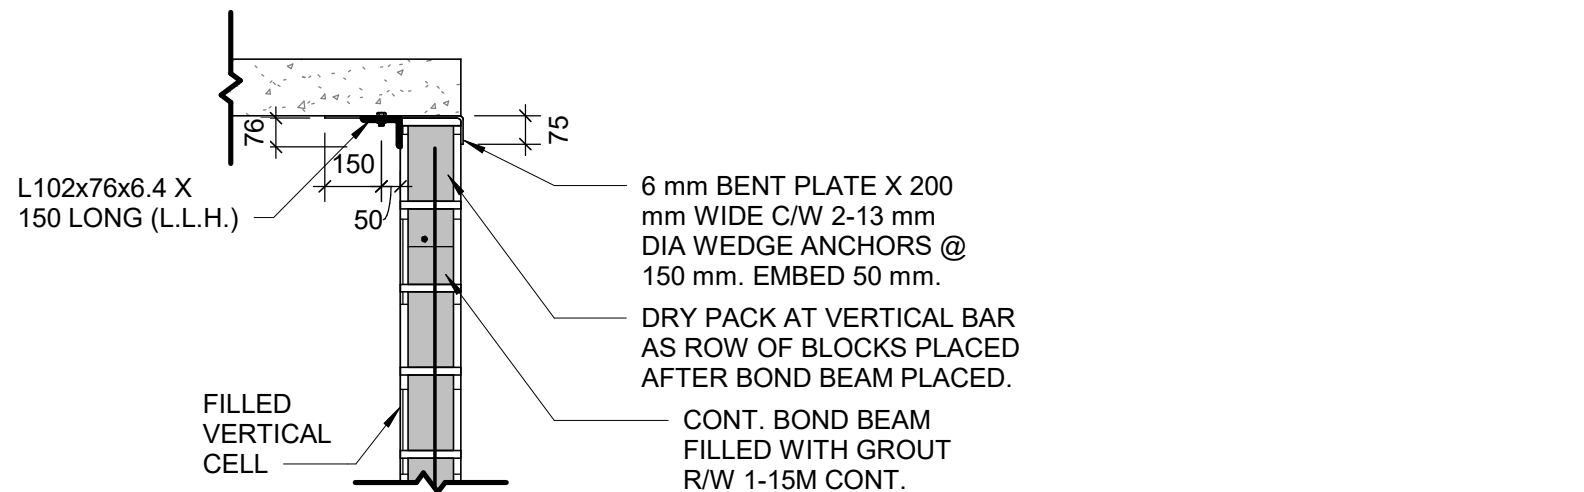 76
75
150
50
L102x76x6.4 X
150 LONG (L.L.H.)
6 mm BENT PLATE X 200
mm WIDE C/W 2-13 mm
DIA WEDGE ANCHORS @
150 mm. EMBED 50 mm.
DRY PACK AT VERTICAL BAR
AS ROW OF BLOCKS PLACED
AFTER BOND BEAM PLACED.
FILLED
VERTICAL
CELL
CONT. BOND BEAM
FILLED WITH GROUT
R/W 1-15M CONT.